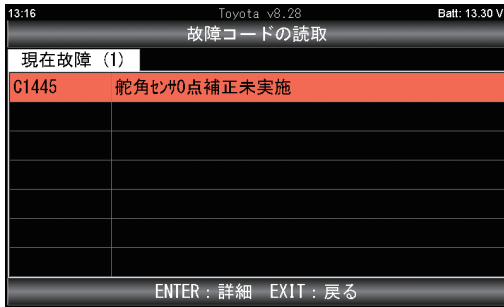 13:16 Toyota v8.28 Batt: 13.30 V
故障コードの読取
現在故障 (1)
C1445 舵角ｾﾝｻ0点補正未実施
ENTER：詳細 EXIT：戻る